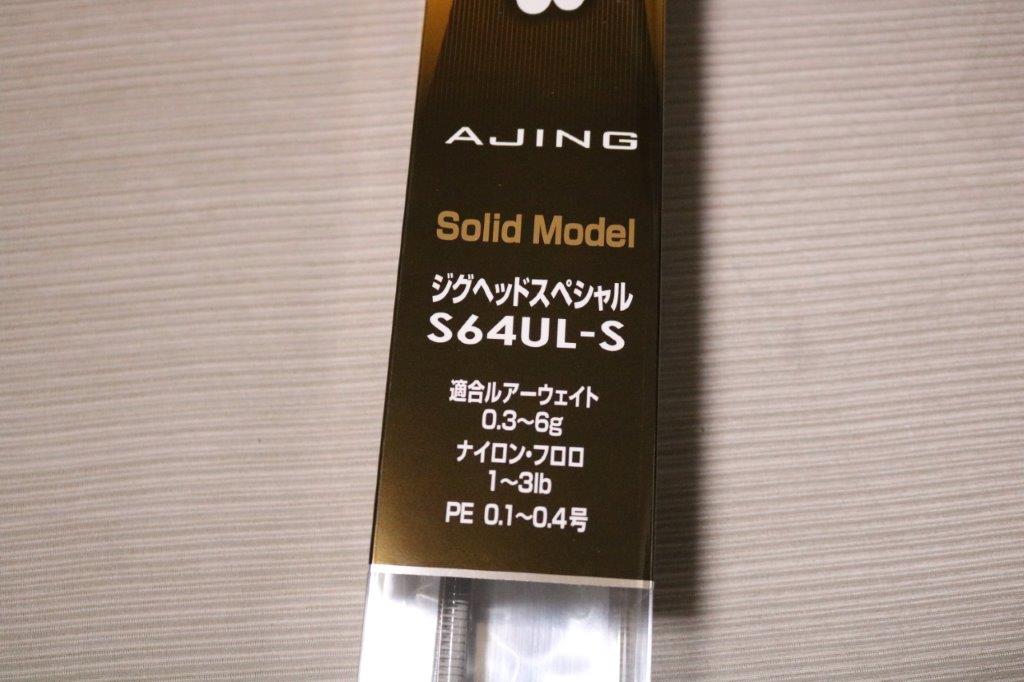 AJING
Solid Model
ジグヘッドスペシャル
S64UL-S
適合ルアーウェイト
0.3～6g
ナイロン・フロロ
1～3lb
PE 0.1～0.4号